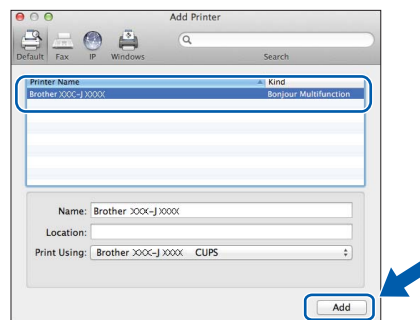 Add Printer
Default Fax IP Windows Search
Printer Name Kind
Brother XXX-J XXXX Bonjour Multifunction
Name: Brother XXX-J XXXX
Location:
Print Using: Brother XXX-J XXXX CUPS
Add